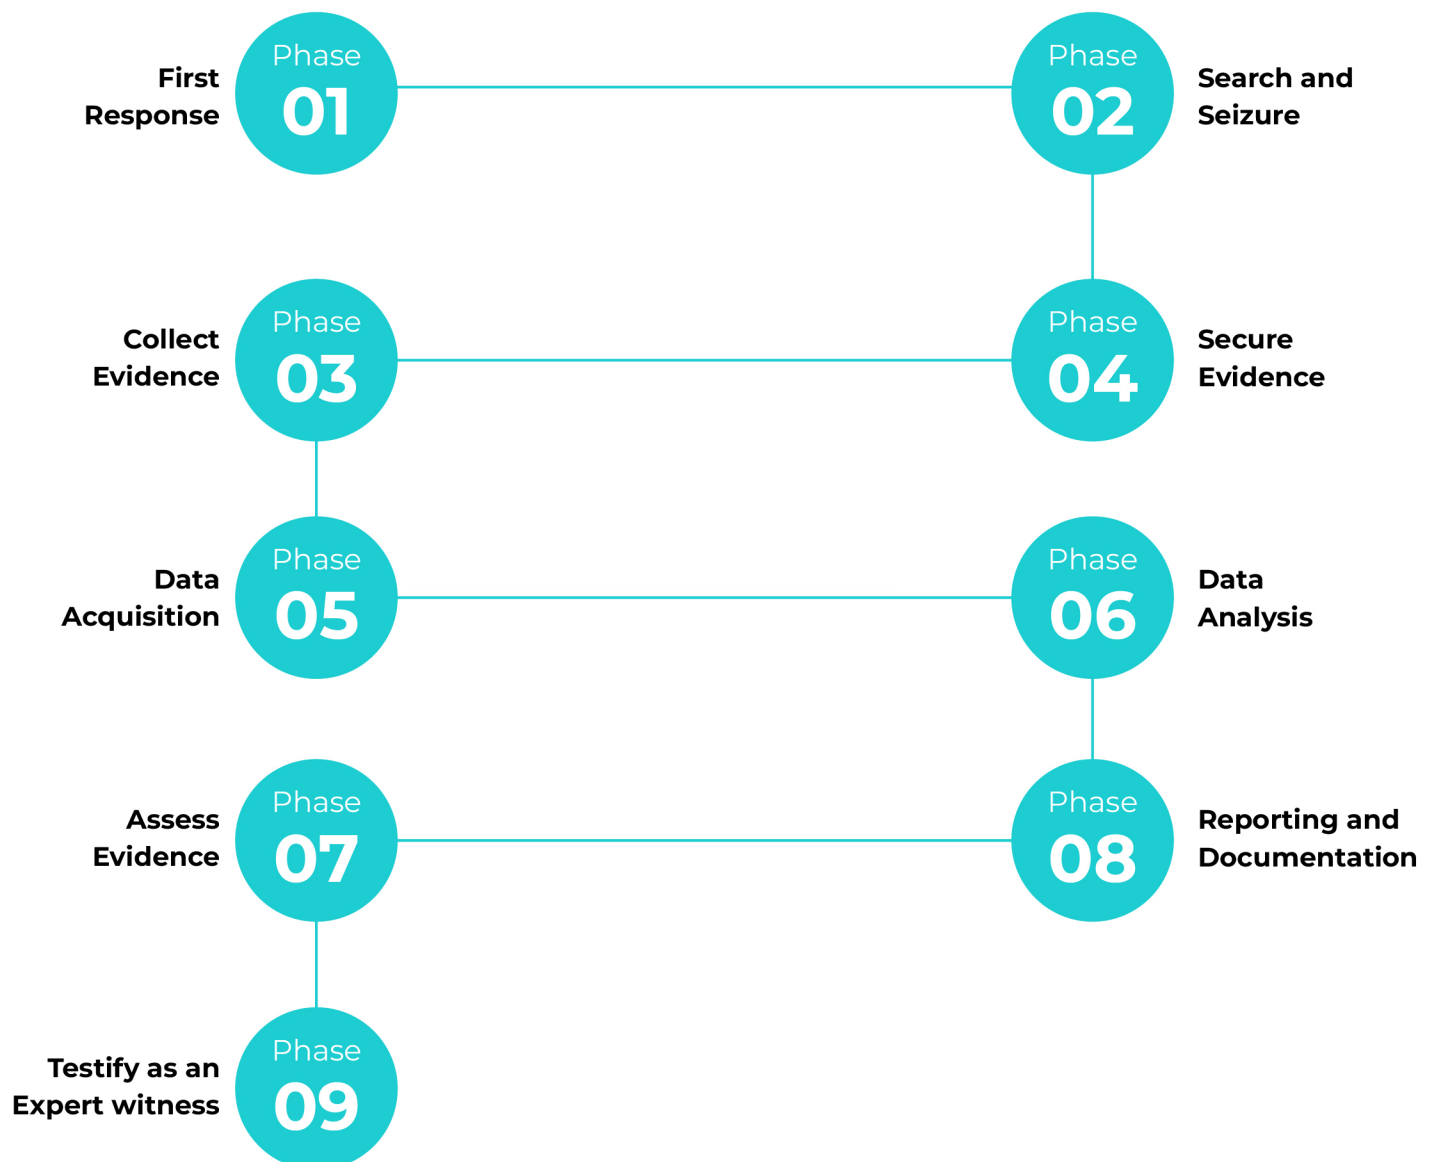 First
Response
Phase
01
Phase
02
Search and
Seizure
Collect
Evidence
Phase
03
Phase
04
Secure
Evidence
Data
Acquisition
Phase
05
Phase
06
Data
Analysis
Assess
Evidence
Phase
07
Phase
08
Reporting and
Documentation
Testify as an
Expert witness
Phase
09